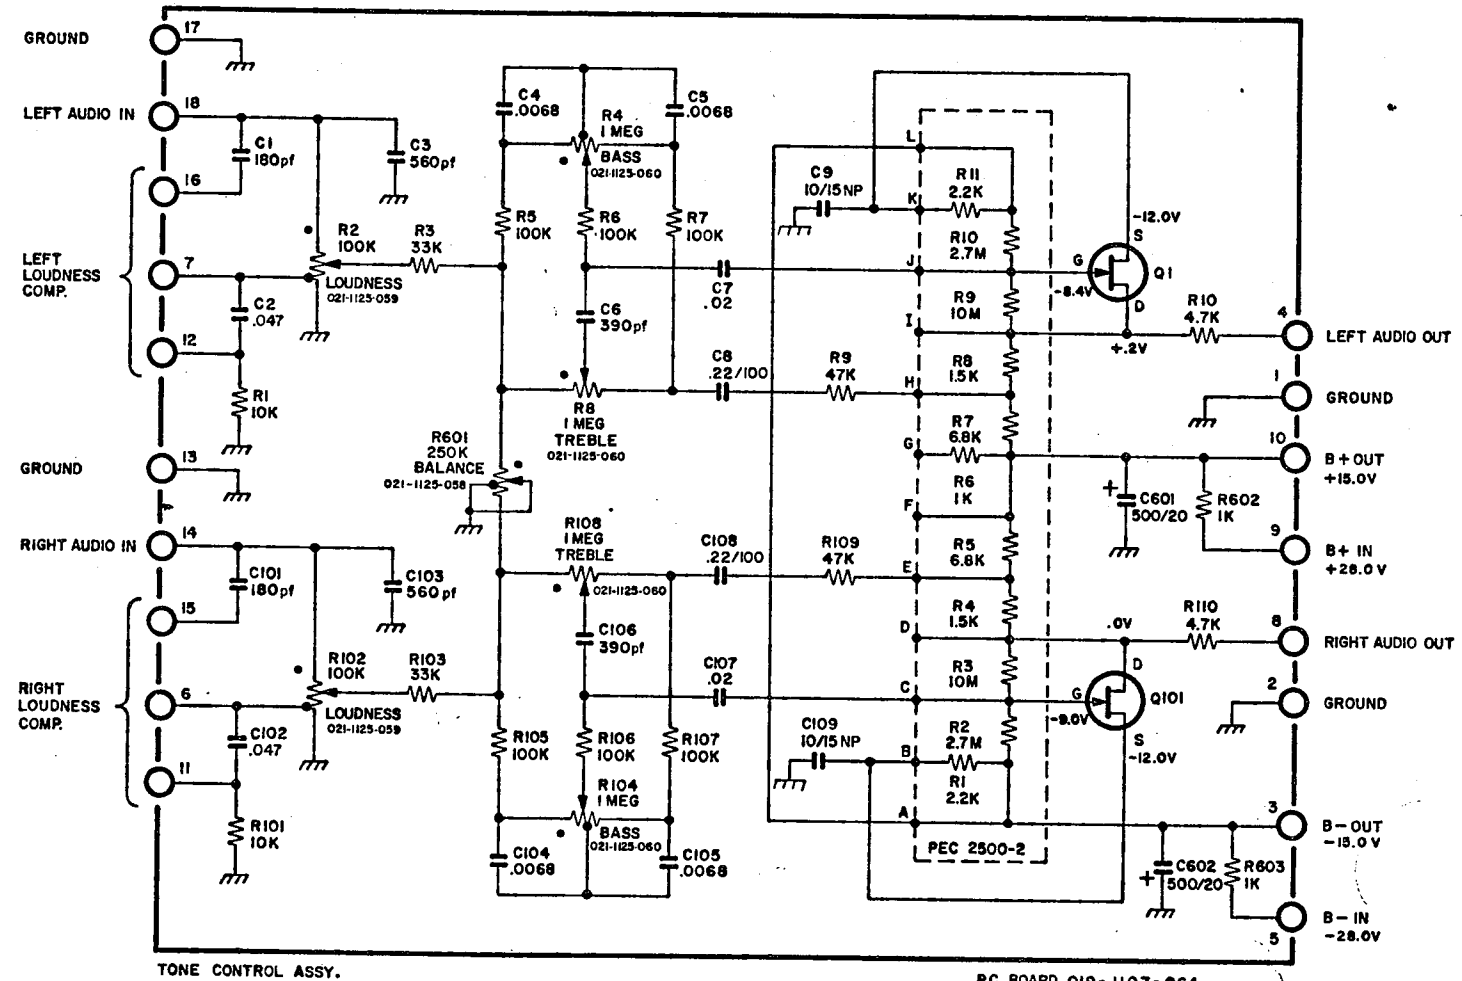 GROUND
17
LEFT AUDIO IN
18
C1
180pf
C3
560pf
16
LEFT
LOUDNESS
COMP.
7
R2
100K
LOUDNESS
021-1125-059
R3
33K
C2
.047
12
R1
10K
GROUND
13
RIGHT AUDIO IN
14
C101
180pf
C103
560pf
15
RIGHT
LOUDNESS
COMP.
6
R102
100K
LOUDNESS
021-1125-059
R103
33K
C102
.047
11
R101
10K
C4
.0068
R4
1 MEG
BASS
021-1125-060
C5
.0068
R5
100K
R6
100K
R7
100K
C7
.02
C6
390pf
C8
.22/100
R9
47K
R8
1 MEG
TREBLE
021-1125-060
R601
250K
BALANCE
021-1125-058
R108
1 MEG
TREBLE
021-1125-060
C108
.22/100
R109
47K
C106
390pf
C107
.02
R105
100K
R106
100K
R107
100K
R104
1 MEG
BASS
021-1125-060
C104
.0068
C105
.0068
C9
10/15NP
C109
10/15NP
L
K
J
I
H
G
F
E
D
C
B
A
R11
2.2K
R10
2.7M
R9
10M
R8
1.5K
R7
6.8K
R6
1K
R5
6.8K
R4
1.5K
R3
10M
R2
2.7M
R1
2.2K
PEC 2500-2
-12.0V
S
G
Q1
-8.4V
D
+.2V
R10
4.7K
4
LEFT AUDIO OUT
1
GROUND
10
B+ OUT
+15.0V
+
C601
500/20
R602
1K
9
B+ IN
+28.0V
.0V
R110
4.7K
8
RIGHT AUDIO OUT
D
G
Q101
-9.0V
S
-12.0V
2
GROUND
3
B- OUT
-15.0V
+
C602
500/20
R603
1K
5
B- IN
-28.0V
TONE CONTROL ASSY.
P.C. BOARD